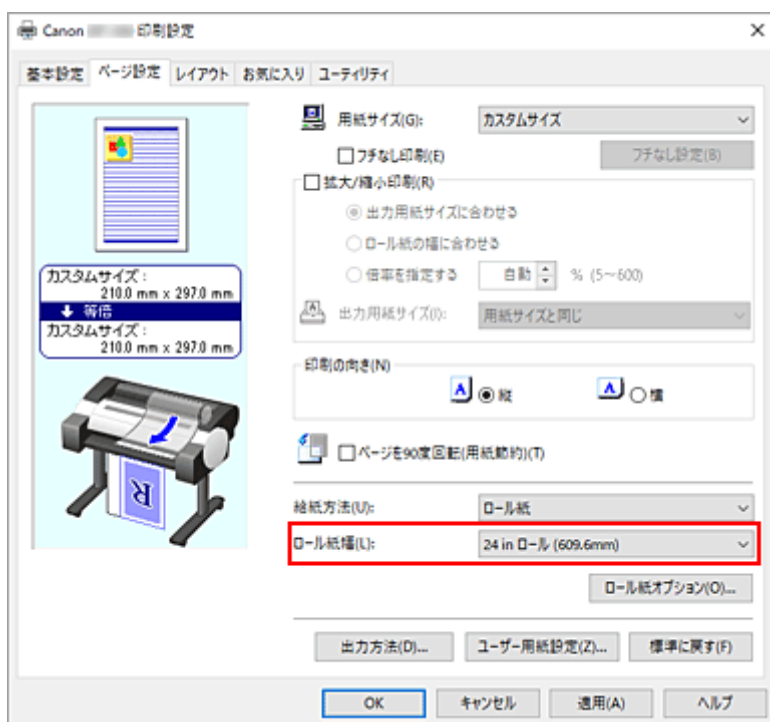 Canon 印刷設定
基本設定 ページ設定 レイアウト お気に入り ユーティリティ
用紙サイズ(G): カスタムサイズ
フチなし印刷(E) フチなし設定(B)
拡大/縮小印刷(R)
出力用紙サイズに合わせる
ロール紙の幅に合わせる
倍率を指定する 自動 % (5～600)
出力用紙サイズ(I): 用紙サイズと同じ
カスタムサイズ :
210.0 mm x 297.0 mm
等倍
カスタムサイズ :
210.0 mm x 297.0 mm
印刷の向き(N)
A 縦 A 横
ページを90度回転(用紙節約)(T)
R
給紙方法(U): ロール紙
ロール紙幅(L): 24 in ロール (609.6mm)
ロール紙オプション(O)...
出力方法(D)... ユーザー用紙設定(Z)... 標準に戻す(F)
OK キャンセル 適用(A) ヘルプ